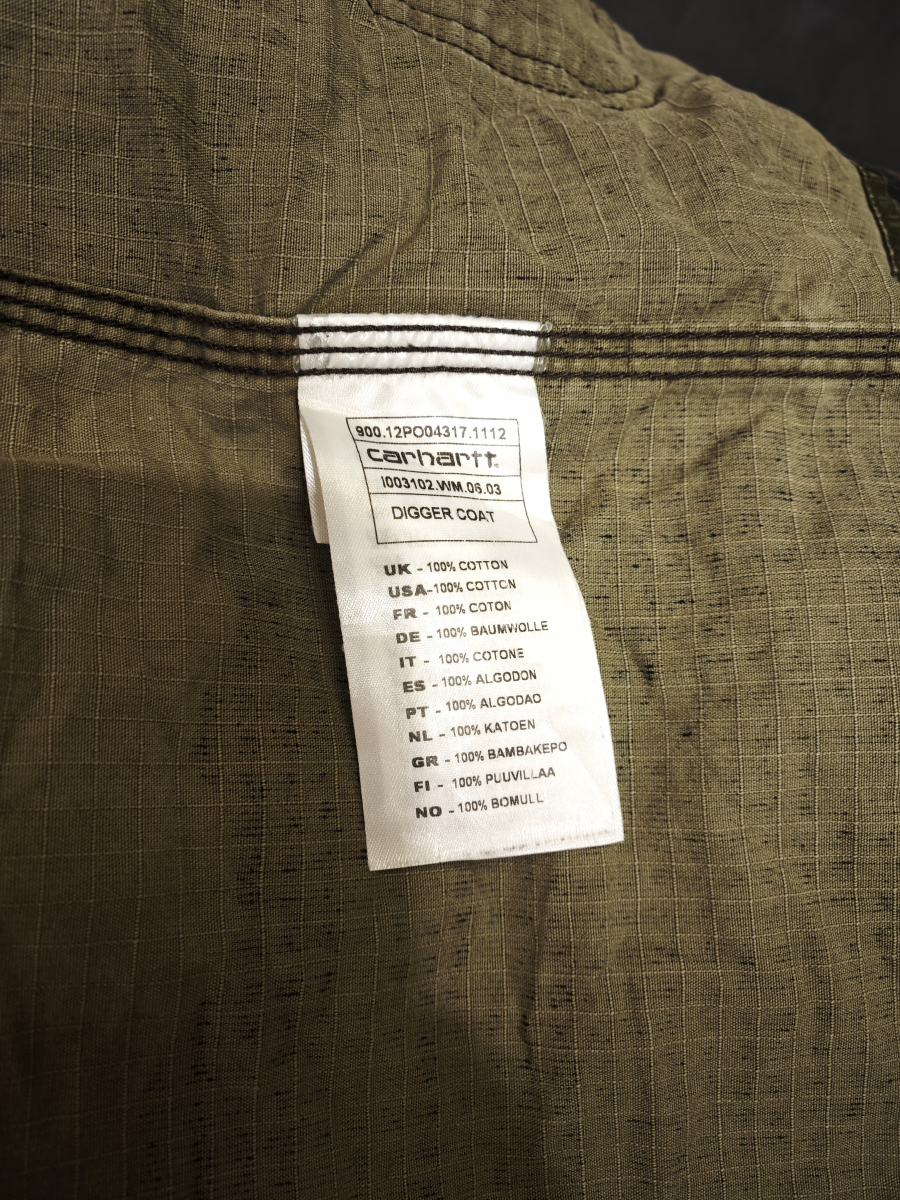 900.12PO04317.1112
carhartt
I003102.WM.06.03
DIGGER COAT
UK - 100% COTTON
USA-100% COTTON
FR - 100% COTON
DE - 100% BAUMWOLLE
IT - 100% COTONE
ES - 100% ALGODON
PT - 100% ALGODAO
NL - 100% KATOEN
GR - 100% BAMBAKEPO
FI - 100% PUUVILLAA
NO - 100% BOMULL